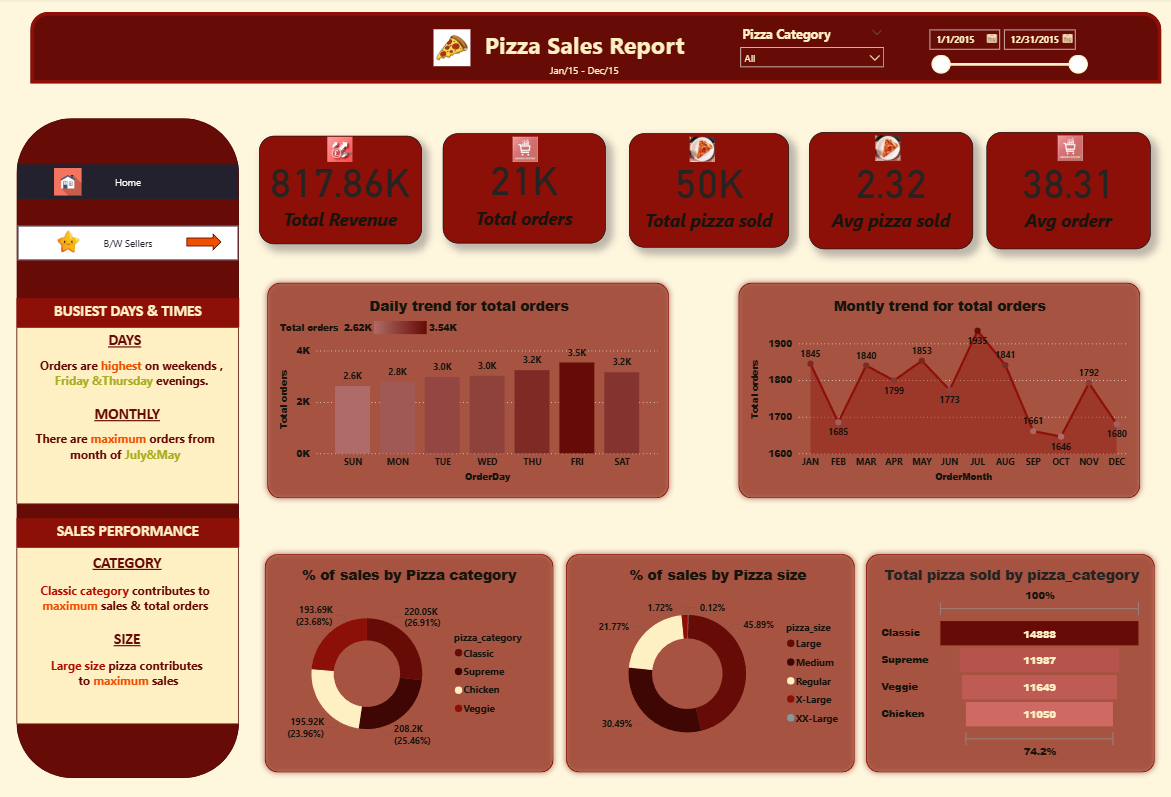 Pizza Sales Report
Jan/15 - Dec/15
Pizza Category
All
1/1/2015
12/31/2015
Home
B/W Sellers
BUSIEST DAYS & TIMES
DAYS
Orders are highest on weekends ,
Friday &Thursday evenings.
MONTHLY
There are maximum orders from
month of July&May
SALES PERFORMANCE
CATEGORY
Classic category contributes to
maximum sales & total orders
SIZE
Large size pizza contributes
to maximum sales
817.86K
Total Revenue
21K
Total orders
50K
Total pizza sold
2.32
Avg pizza sold
38.31
Avg orderr
Daily trend for total orders
Total orders 2.62K 3.54K
Total orders
4K
2K
0K
2.6K
2.8K
3.0K
3.0K
3.2K
3.5K
3.2K
SUN MON TUE WED THU FRI SAT
OrderDay
Montly trend for total orders
Total orders
1900
1800
1700
1600
1845
1685
1840
1799
1853
1773
1935
1841
1661
1646
1792
1680
JAN FEB MAR APR MAY JUN JUL AUG SEP OCT NOV DEC
OrderMonth
% of sales by Pizza category
193.69K
(23.68%)
220.05K
(26.91%)
195.92K
(23.96%)
208.2K
(25.46%)
pizza_category
Classic
Supreme
Chicken
Veggie
% of sales by Pizza size
1.72%
0.12%
21.77%
45.89%
30.49%
pizza_size
Large
Medium
Regular
X-Large
XX-Large
Total pizza sold by pizza_category
100%
Classic 14888
Supreme 11987
Veggie 11649
Chicken 11050
74.2%